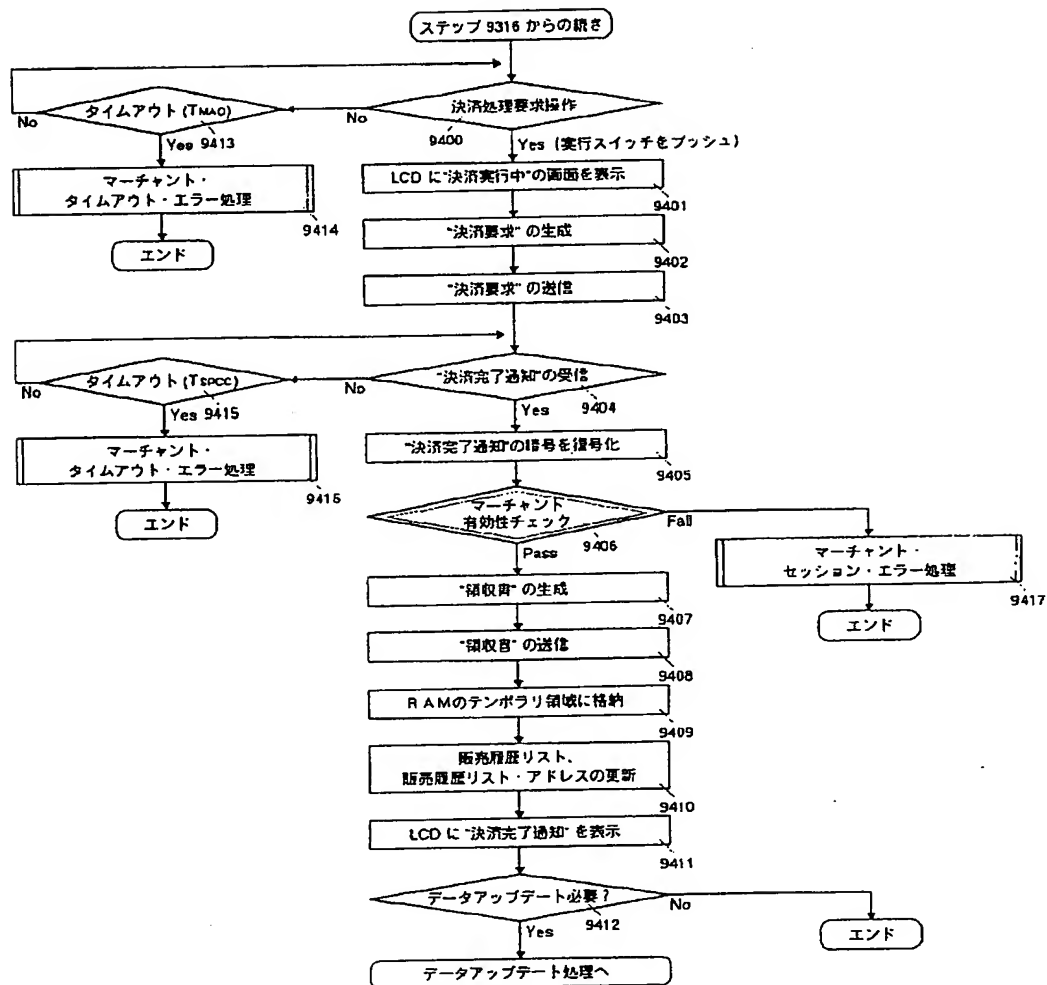 ステップ 9316 からの続き
決済処理要求操作
9400
No
タイムアウト (TMAO)
9413
No
Yes
マーチャント・
タイムアウト・エラー処理
9414
エンド
Yes (実行スイッチをプッシュ)
LCD に"決済実行中"の画面を表示
9401
"決済要求" の生成
9402
"決済要求" の送信
9403
"決済完了通知"の受信
9404
No
タイムアウト (TSPCC)
9415
No
Yes
マーチャント・
タイムアウト・エラー処理
9416
エンド
Yes
"決済完了通知"の暗号を復号化
9405
マーチャント
有効性チェック
9406
Fail
マーチャント・
セッション・エラー処理
9417
エンド
Pass
"領収書" の生成
9407
"領収書" の送信
9408
RAMのテンポラリ領域に格納
9409
販売履歴リスト、
販売履歴リスト・アドレスの更新
9410
LCD に "決済完了通知" を表示
9411
データアップデート必要?
9412
No
エンド
Yes
データアップデート処理へ